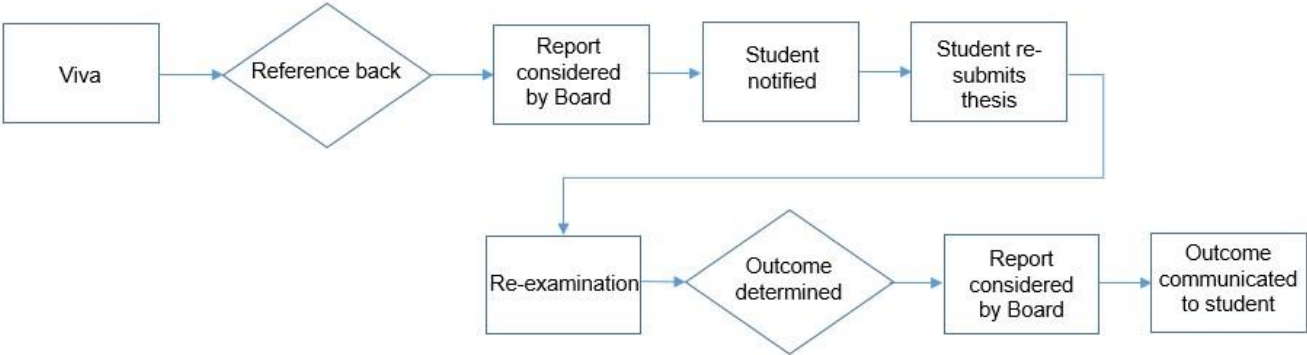 Viva
Reference back
Report
considered
by Board
Student
notified
Student re-
submits
thesis
Re-examination
Outcome
determined
Report
considered
by Board
Outcome
communicated
to student